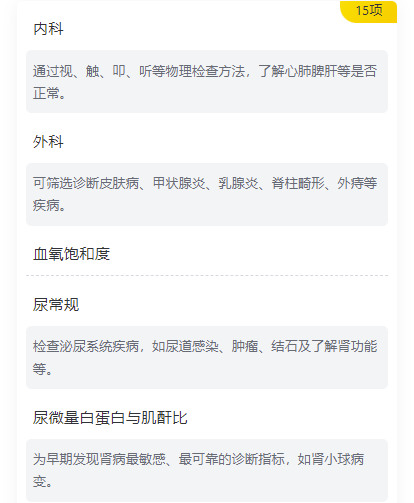 15项
内科
通过视、触、叩、听等物理检查方法，了解心肺脾肝等是否
正常。
外科
可筛选诊断皮肤病、甲状腺炎、乳腺炎、脊柱畸形、外痔等
疾病。
血氧饱和度
尿常规
检查泌尿系统疾病，如尿道感染、肿瘤、结石及了解肾功能
等。
尿微量白蛋白与肌酐比
为早期发现肾病最敏感、最可靠的诊断指标，如肾小球病
变。